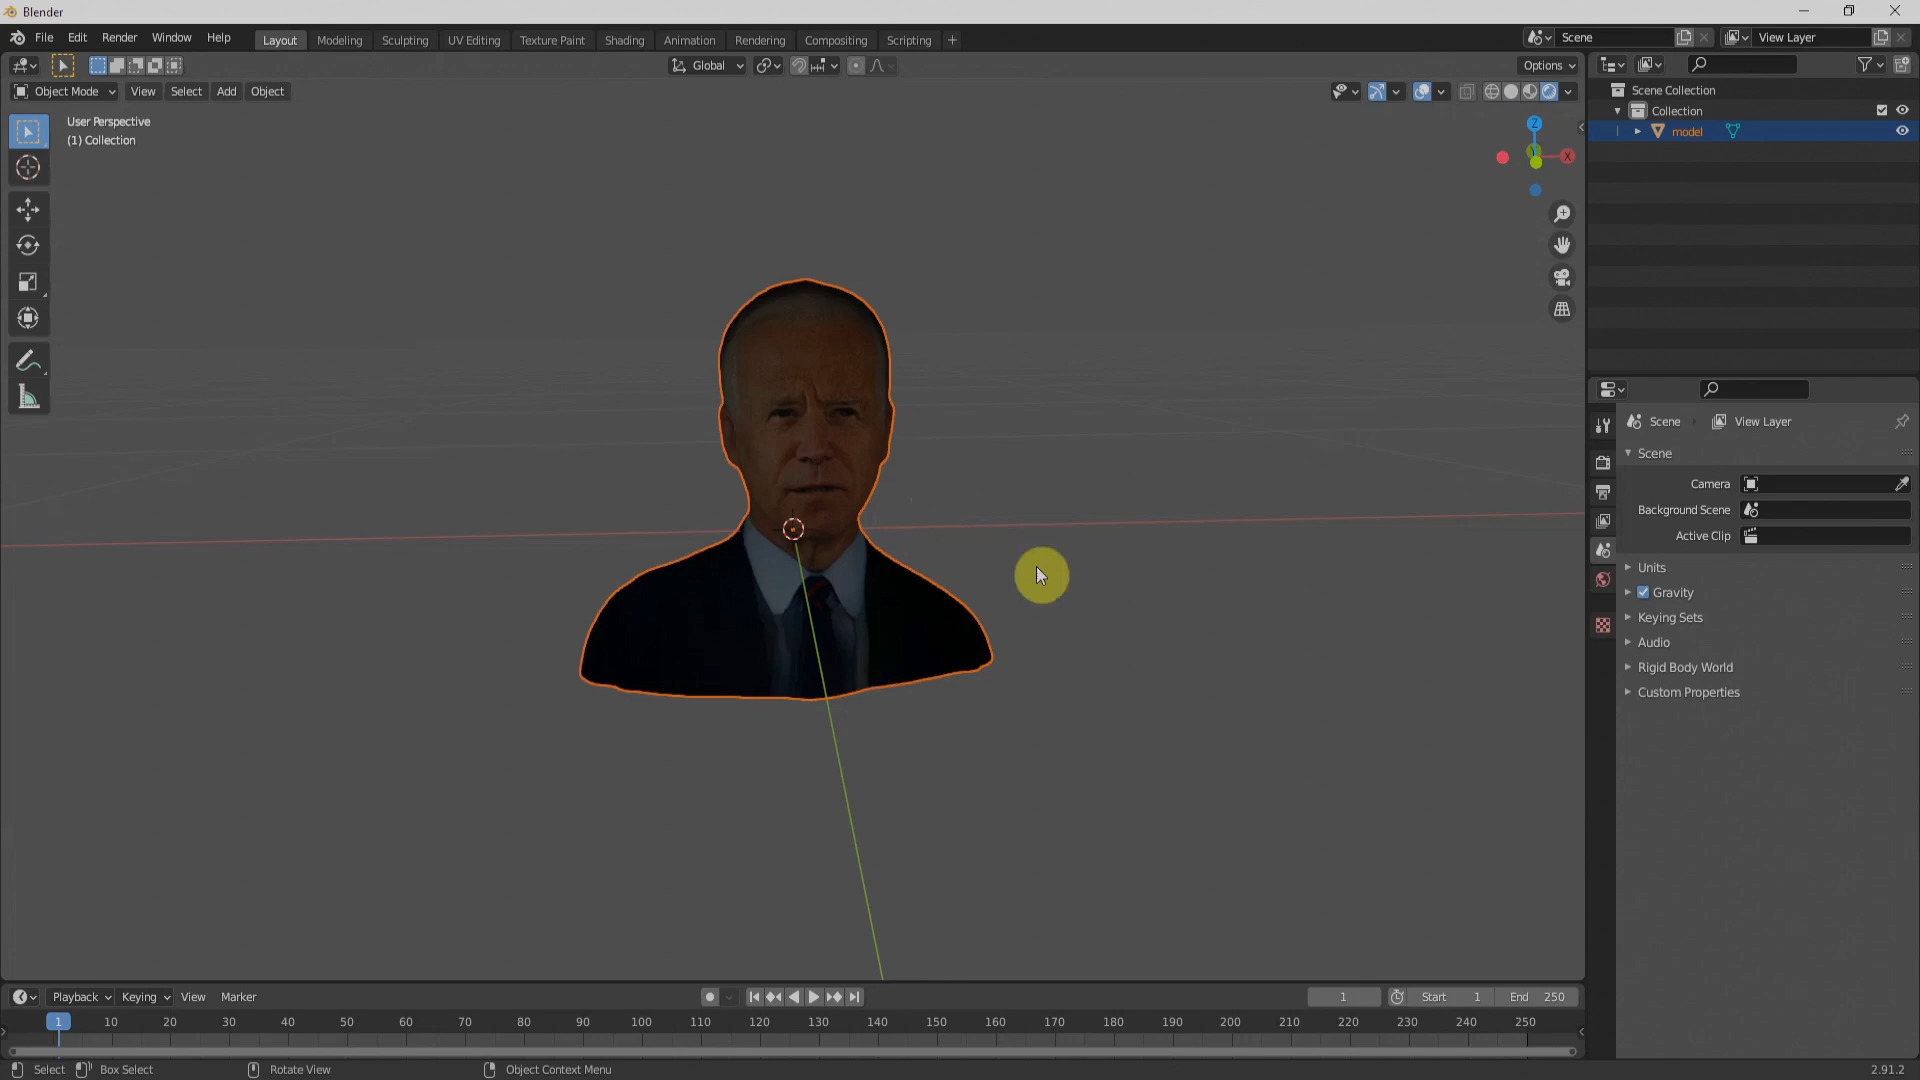 Blender
File Edit Render Window Help Layout Modeling Sculpting UV Editing Texture Paint Shading Animation Rendering Compositing Scripting + Scene View Layer
Global Options
Object Mode View Select Add Object
User Perspective
(1) Collection
Z
X
Scene Collection
Collection
model
Scene View Layer
Scene
Camera
Background Scene
Active Clip
Units
Gravity
Keying Sets
Audio
Rigid Body World
Custom Properties
Playback Keying View Marker 1 Start 1 End 250
1 10 20 30 40 50 60 70 80 90 100 110 120 130 140 150 160 170 180 190 200 210 220 230 240 250
Select Box Select Rotate View Object Context Menu 2.91.2